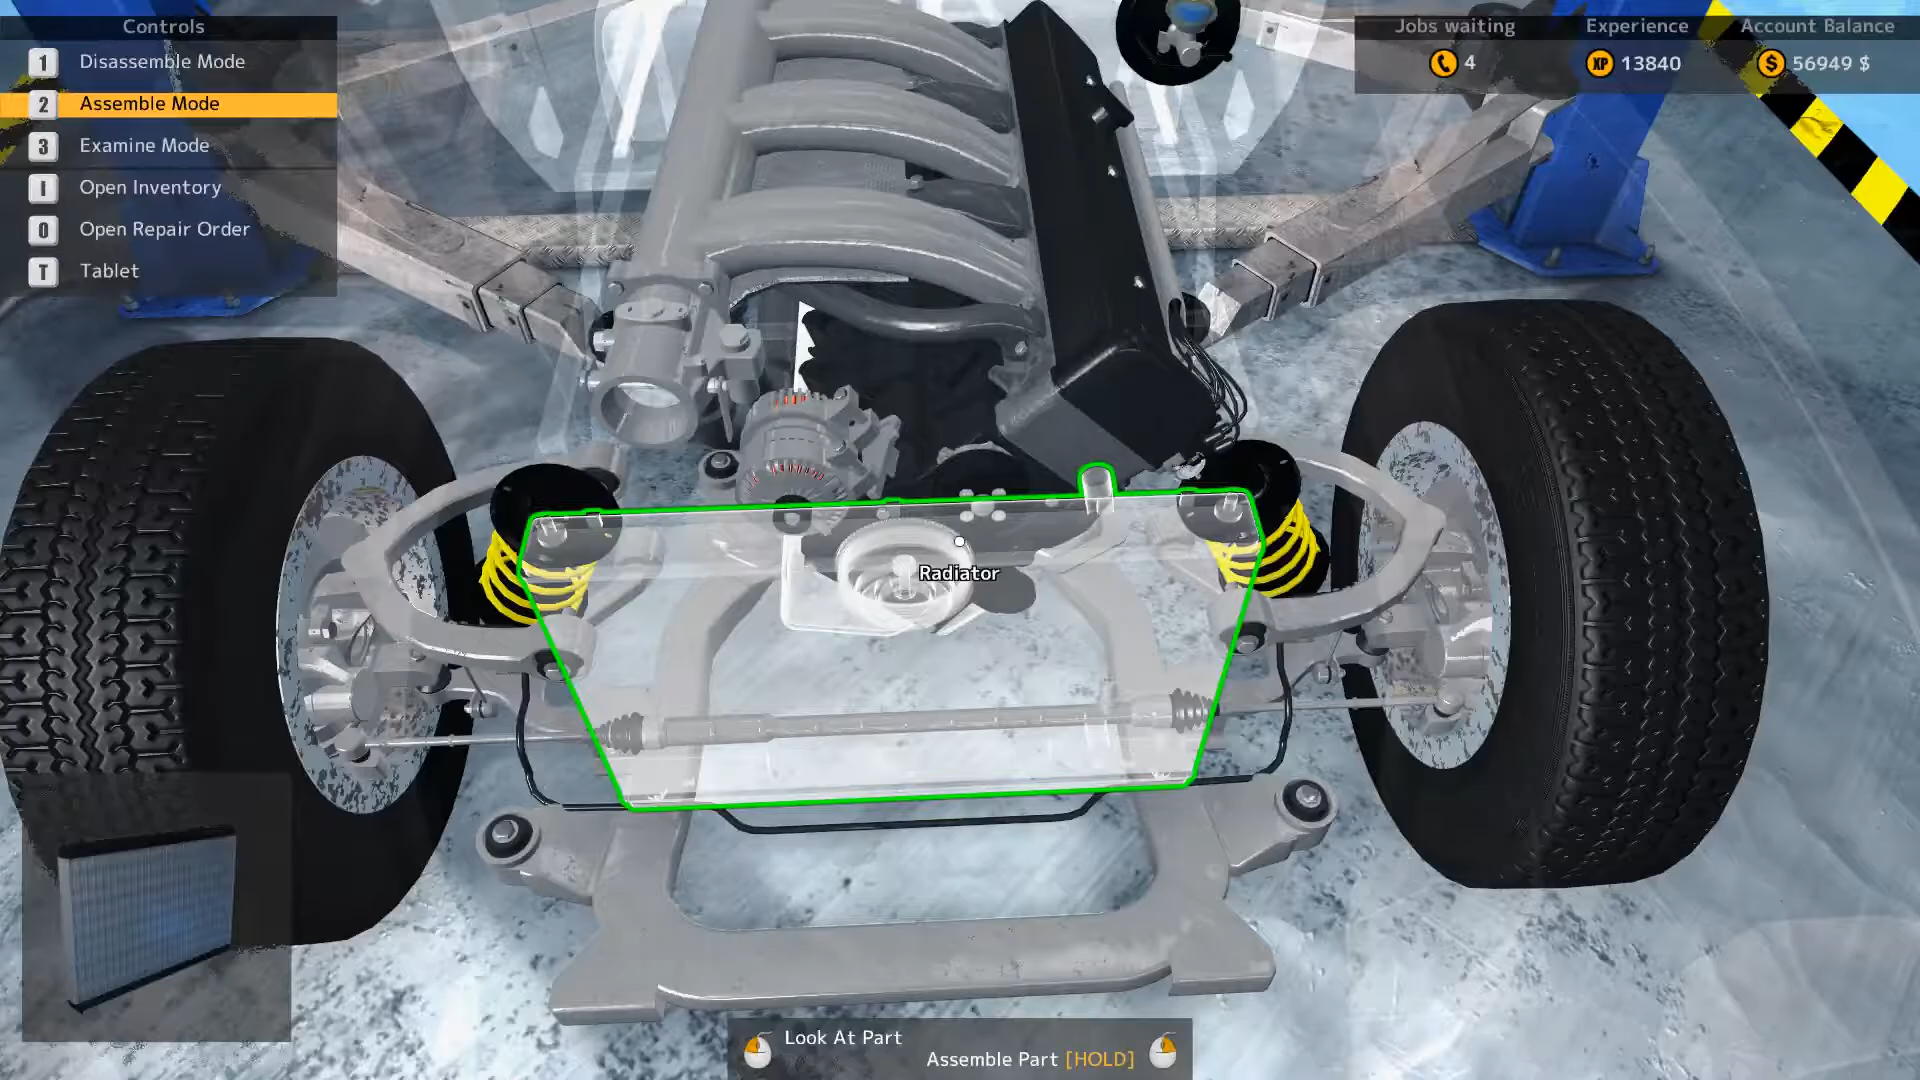 Controls
1 Disassemble Mode
2 Assemble Mode
3 Examine Mode
I Open Inventory
O Open Repair Order
T Tablet
Jobs waiting Experience Account Balance
4 XP 13840 $ 56949 $
Radiator
Look At Part
Assemble Part [HOLD]